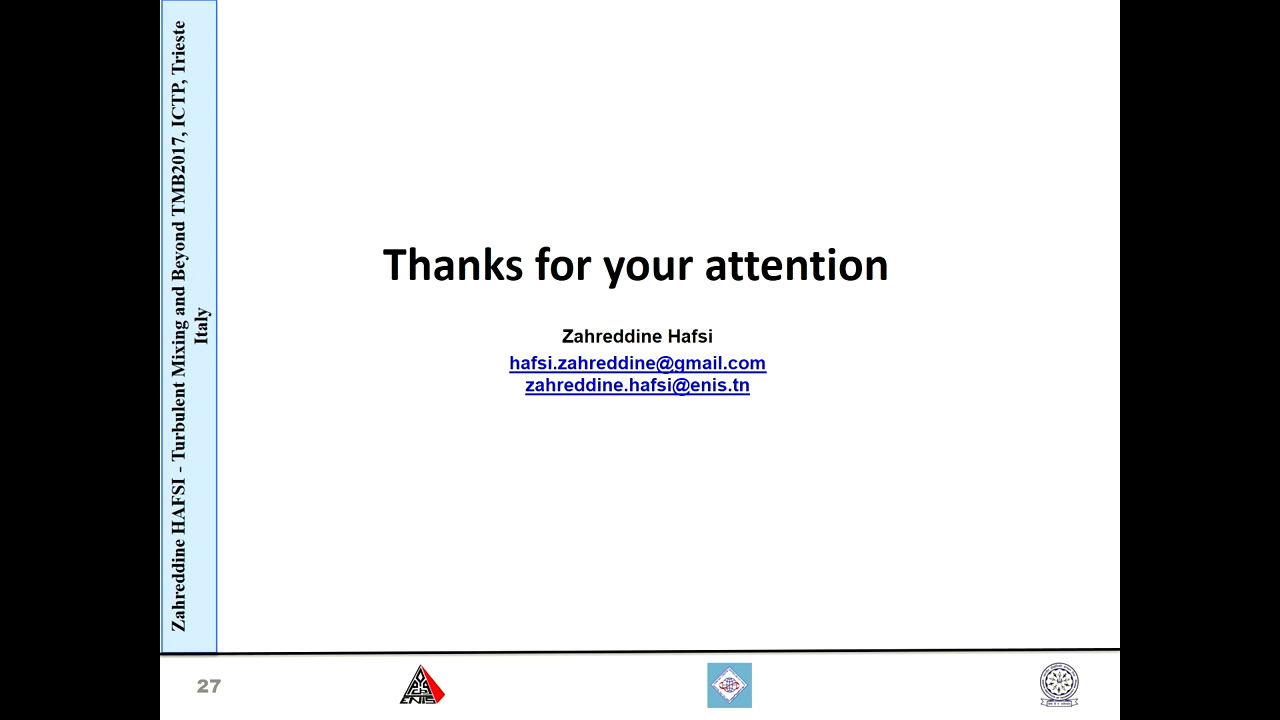 Zahreddine HAFSI - Turbulent Mixing and Beyond TMB2017, ICTP, Trieste
Italy
Thanks for your attention
Zahreddine Hafsi
hafsi.zahreddine@gmail.com
zahreddine.hafsi@enis.tn
27
ENIS